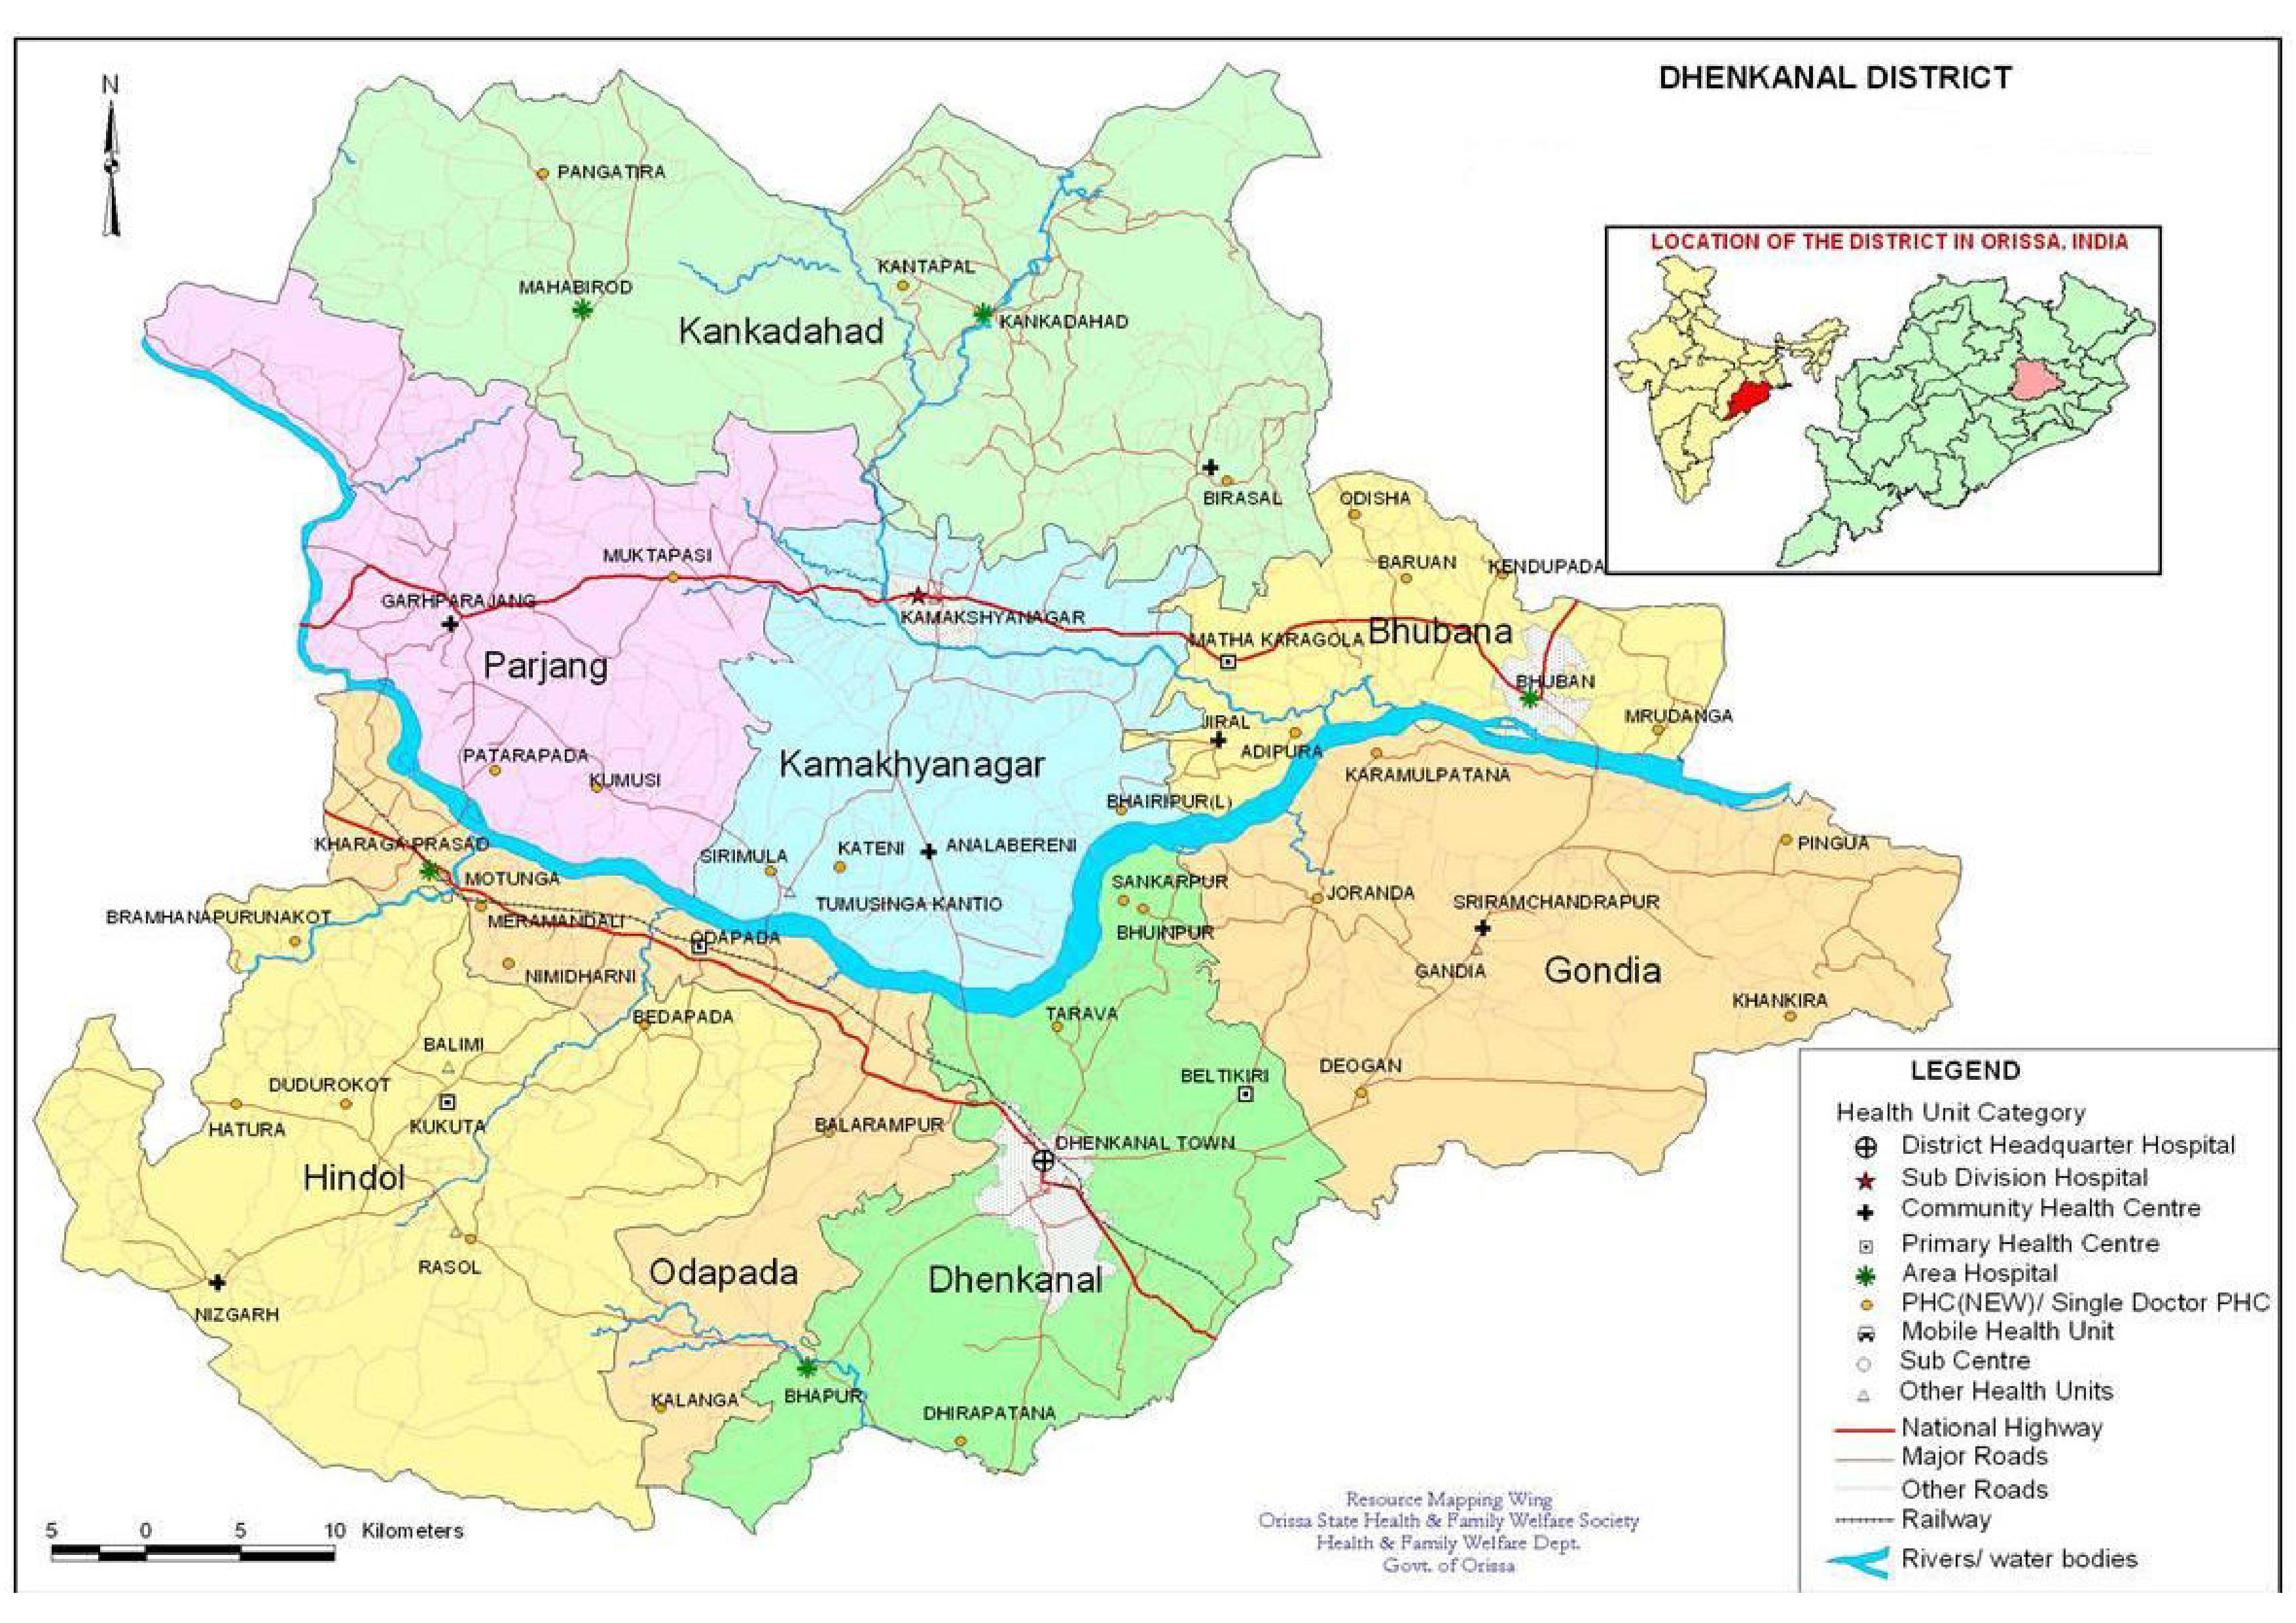 DHENKANAL DISTRICT
N
LOCATION OF THE DISTRICT IN ORISSA, INDIA
PANGATIRA
KANTAPAL
MAHABIROD
KANKADAHAD
Kankadahad
BIRASAL
ODISHA
MUKTAPASI
BARUAN
KENDUPADA
GARHPARAJANG
KAMAKSHYANAGAR
MATHA KARAGOLA
Bhubana
Parjang
BHUBAN
JIRAL
MRUDANGA
PATARAPADA
ADIPURA
Kamakhyanagar
KUMUSI
KARAMULPATANA
BHAIRIPUR(L)
KHARAGA PRASAD
SIRIMULA
KATENI
ANALABERENI
PINGUA
MOTUNGA
SANKARPUR
JORANDA
SRIRAMCHANDRAPUR
TUMUSINGA KANTIO
BRAMHANAPURUNAKOT
MERAMANDALI
ODAPADA
BHUINPUR
NIMIDHARNI
GANDIA
Gondia
KHANKIRA
BEDAPADA
TARAVA
BALIMI
DUDUROKOT
BELTIKIRI
DEOGAN
HATURA
KUKUTA
BALARAMPUR
DHENKANAL TOWN
Hindol
RASOL
Odapada
Dhenkanal
NIZGARH
KALANGA
BHAPUR
DHIRAPATANA
LEGEND
Health Unit Category
District Headquarter Hospital
Sub Division Hospital
Community Health Centre
Primary Health Centre
Area Hospital
PHC(NEW)/ Single Doctor PHC
Mobile Health Unit
Sub Centre
Other Health Units
National Highway
Major Roads
Other Roads
Railway
Rivers/ water bodies
5 0 5 10 Kilometers
Resource Mapping Wing
Orissa State Health & Family Welfare Society
Health & Family Welfare Dept.
Govt. of Orissa